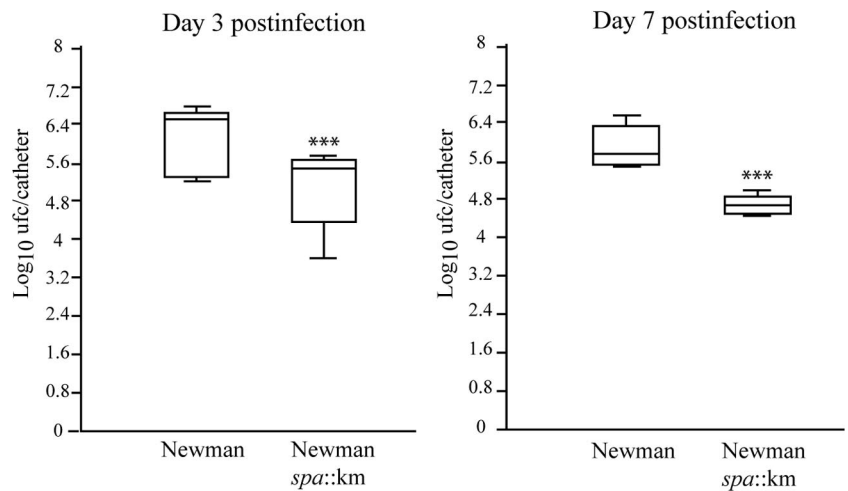 Day 3 postinfection
8
7.2
6.4
5.6
4.8
4
3.2
2.4
1.6
0.8
0
Log10 ufc/catheter
***
Newman
Newman
spa::km
Day 7 postinfection
8
7.2
6.4
5.6
4.8
4
3.2
2.4
1.6
0.8
0
Log10 ufc/catheter
***
Newman
Newman
spa::km